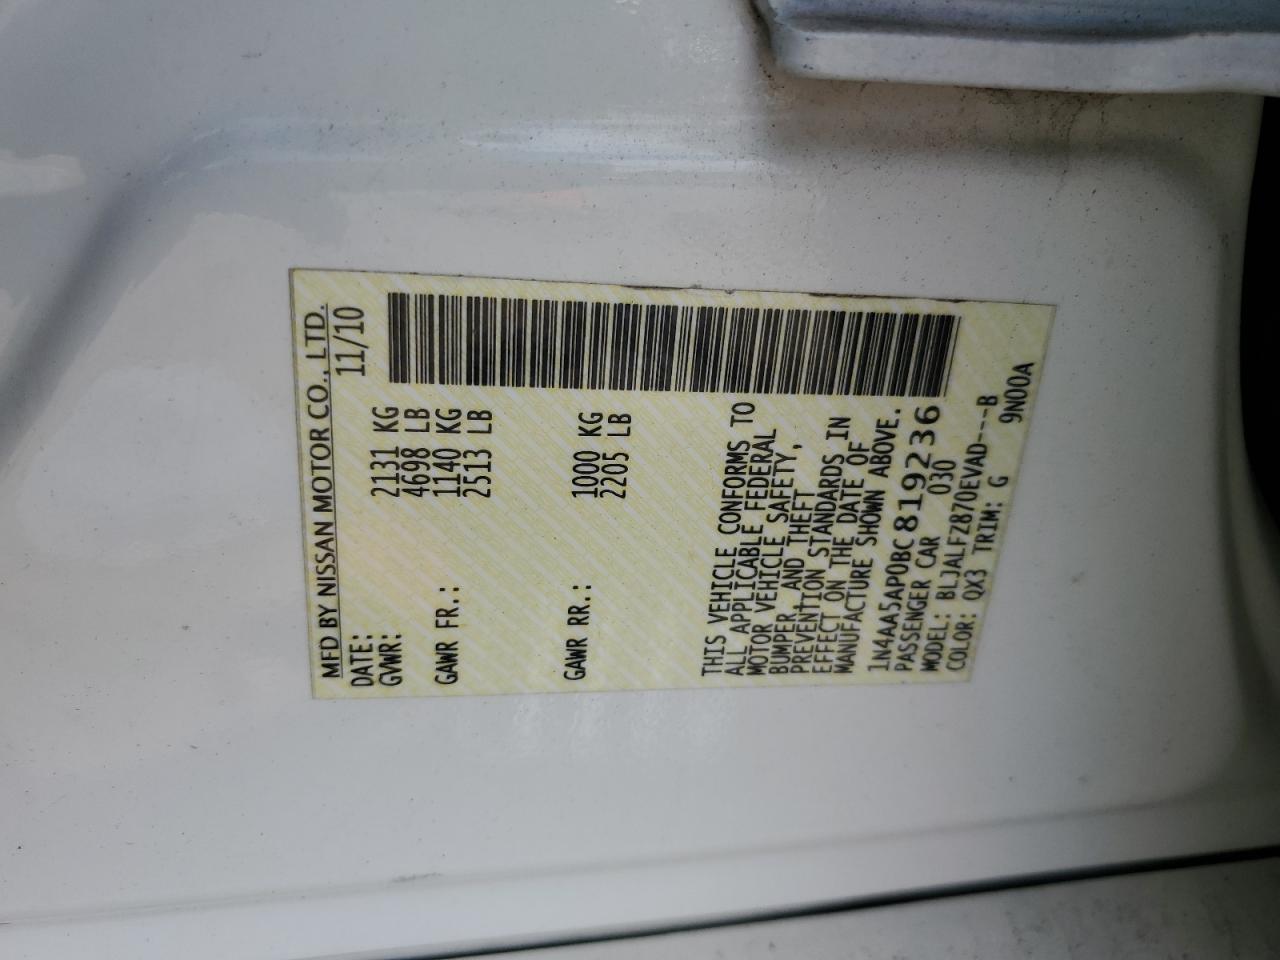 MFD BY NISSAN MOTOR CO., LTD.
DATE: 11/10
GVWR: 2131 KG
4698 LB
GAWR FR.: 1140 KG
2513 LB
GAWR RR.: 1000 KG
2205 LB
THIS VEHICLE CONFORMS TO
ALL APPLICABLE FEDERAL
MOTOR VEHICLE SAFETY,
BUMPER, AND THEFT
PREVENTION STANDARDS IN
EFFECT ON THE DATE OF
MANUFACTURE SHOWN ABOVE.
1N4AA5AP0BC819236
PASSENGER CAR 030
MODEL: BLJALFZ870EVAD---B
COLOR: QX3 TRIM: G 9N00A